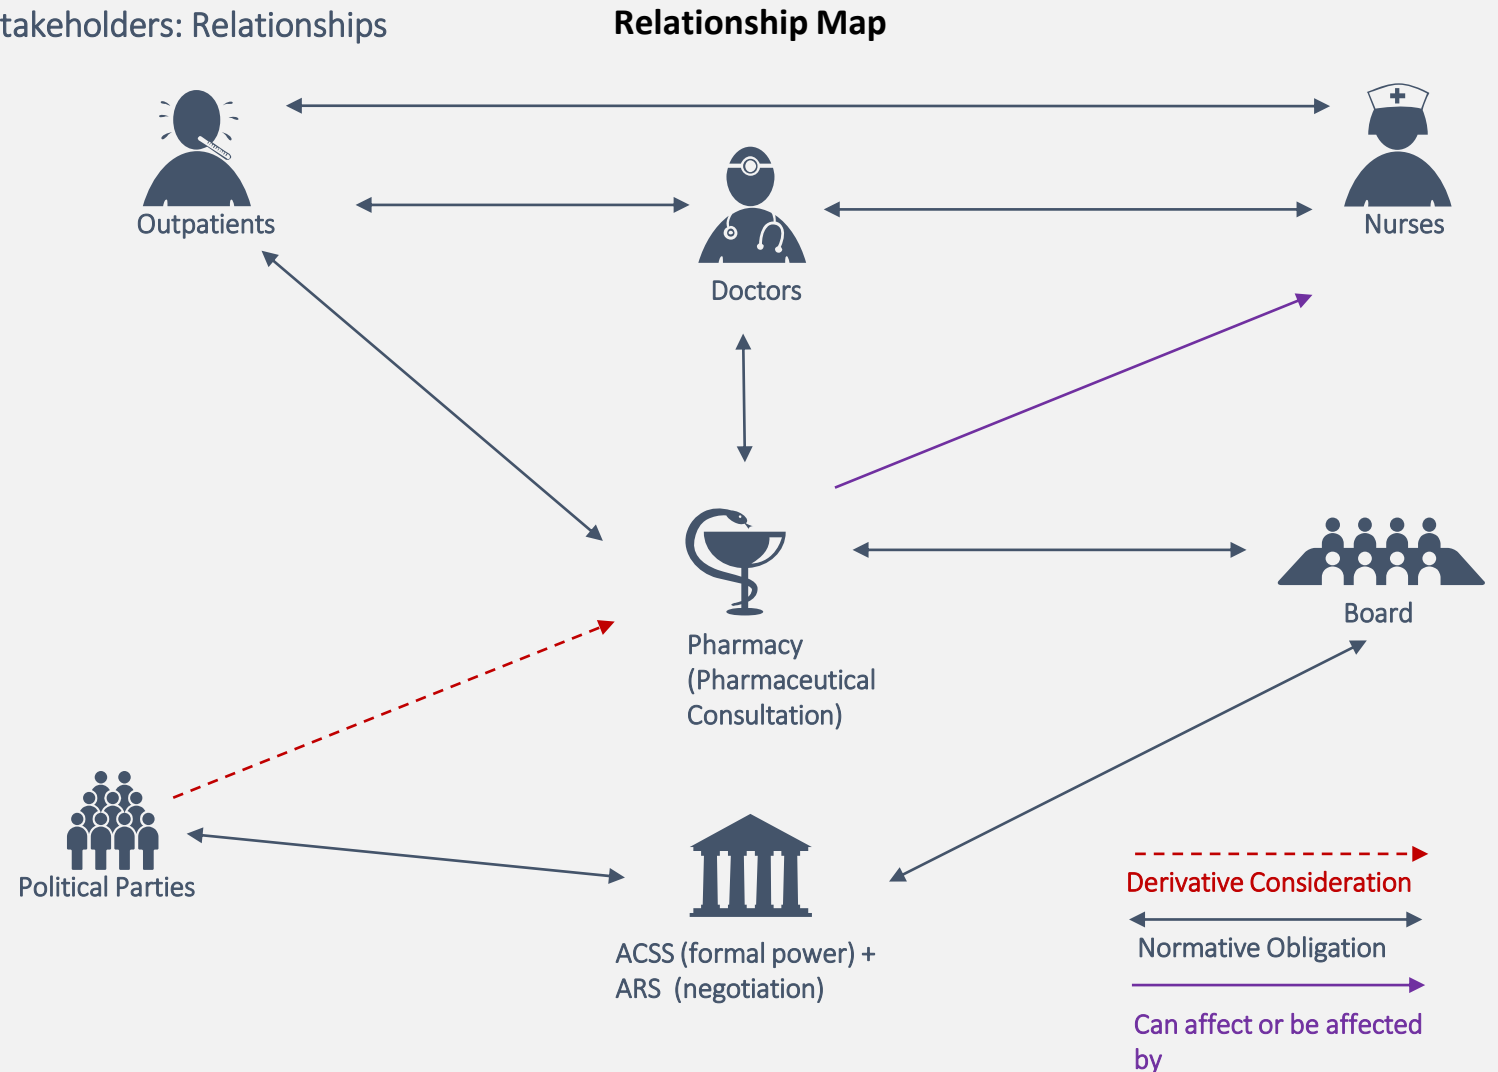 takeholders: Relationships
Relationship Map
Outpatients
Doctors
Nurses
Pharmacy
(Pharmaceutical
Consultation)
Board
Political Parties
ACSS (formal power) +
ARS (negotiation)
Derivative Consideration
Normative Obligation
Can affect or be affected
by